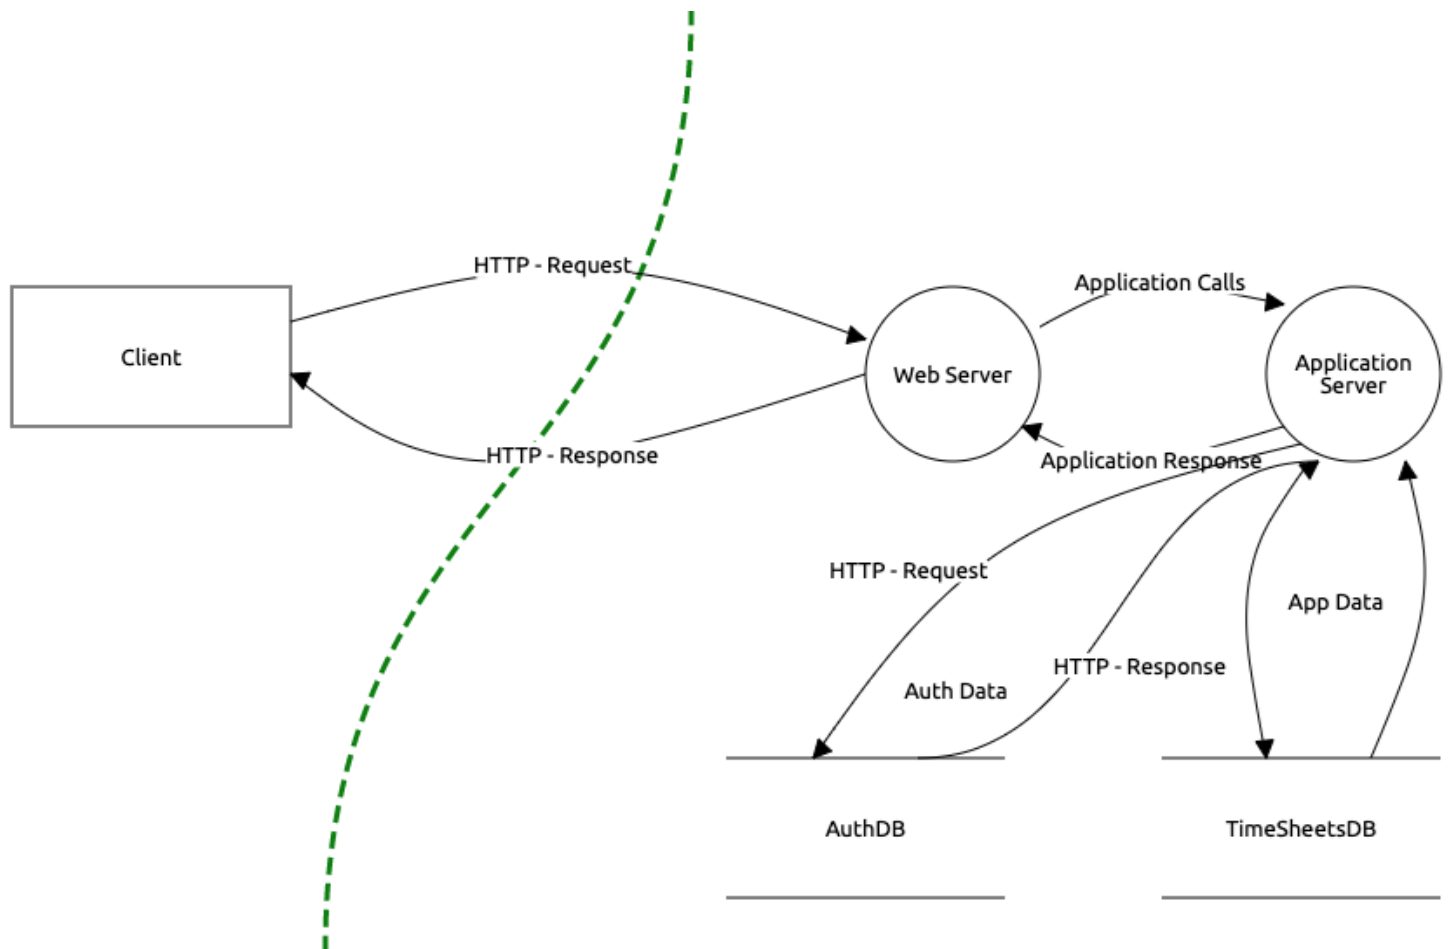 HTTP - Request
Application Calls
Client
Web Server
Application
Server
HTTP - Response
Application Response
HTTP - Request
App Data
HTTP - Response
Auth Data
AuthDB
TimeSheetsDB